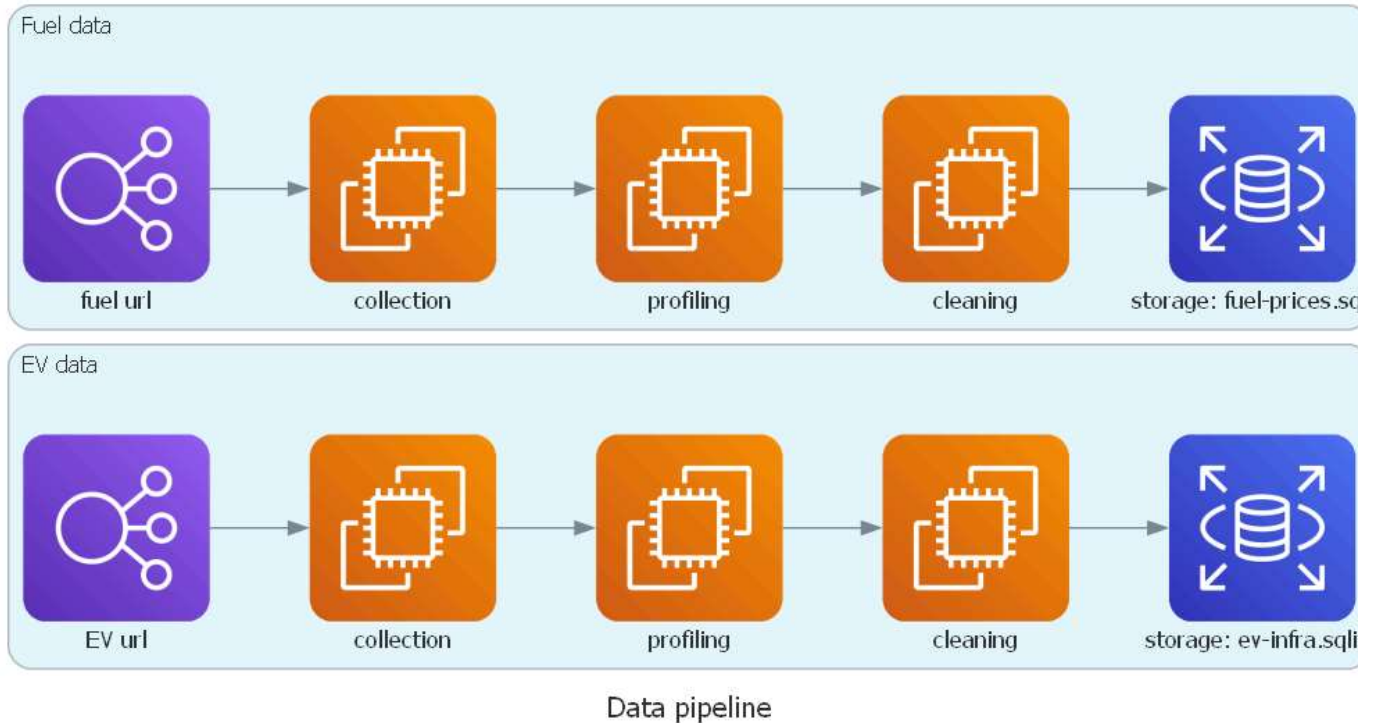 Fuel data
fuel url
collection
profiling
cleaning
storage: fuel-prices.sq
EV data
EV url
collection
profiling
cleaning
storage: ev-infra.sqli
Data pipeline